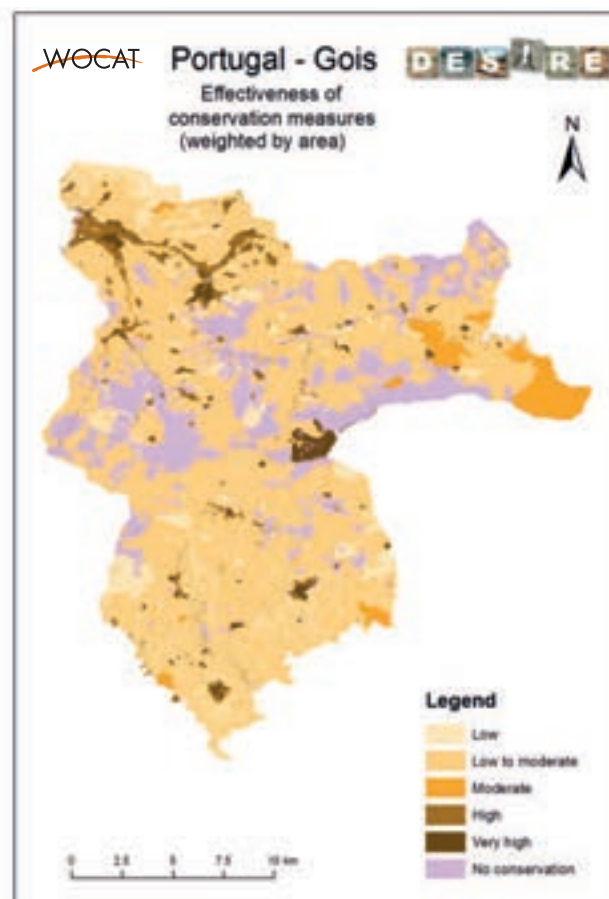 WOCAT
Portugal - Gois
DESIRE
Effectiveness of
conservation measures
(weighted by area)
N
Legend
Low
Low to moderate
Moderate
High
Very high
No conservation
0 2.5 5 7.5 10 km